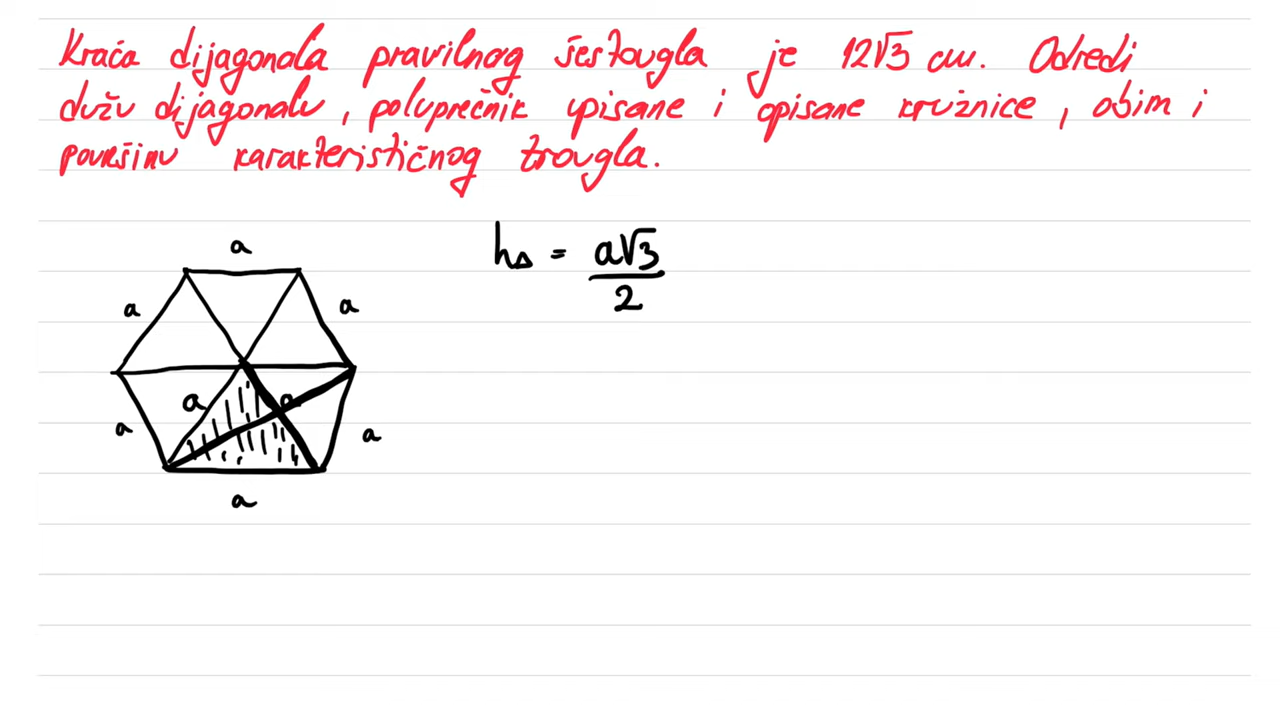 Kraća dijagonala pravilnog šestougla je 12√3 cm. Odredi
dužu dijagonalu, poluprečnik upisane i opisane kružnice, obim i
površinu karakterističnog trougla.
a
h△ = a√3/2
a
a
a
a
a
a
a